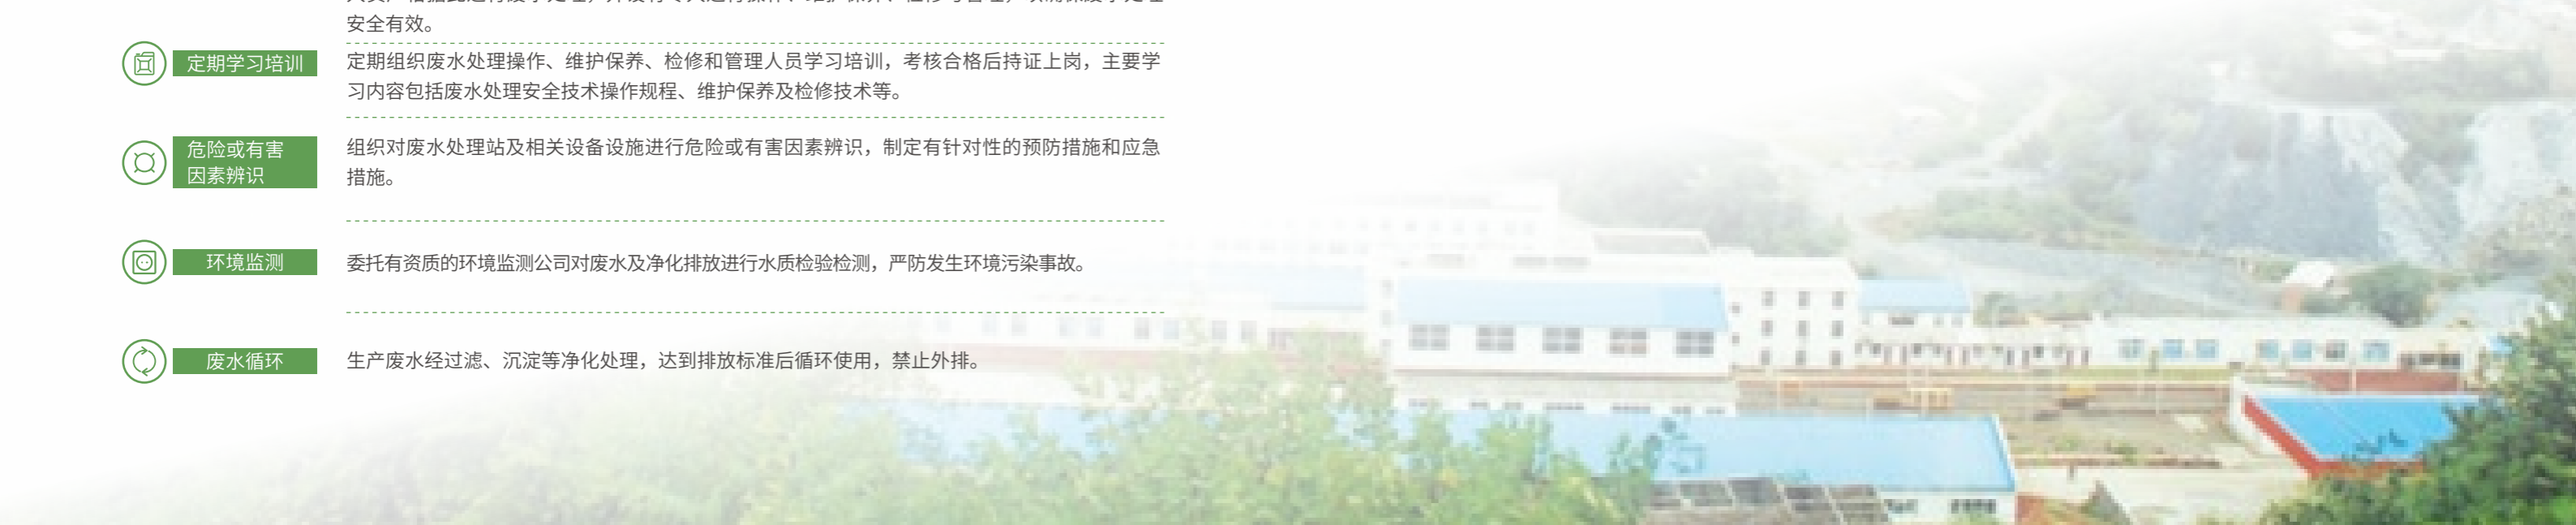 安全有效。
定期学习培训
定期组织废水处理操作、维护保养、检修和管理人员学习培训，考核合格后持证上岗，主要学
习内容包括废水处理安全技术操作规程、维护保养及检修技术等。
危险或有害
因素辨识
组织对废水处理站及相关设备设施进行危险或有害因素辨识，制定有针对性的预防措施和应急
措施。
环境监测
委托有资质的环境监测公司对废水及净化排放进行水质检验检测，严防发生环境污染事故。
废水循环
生产废水经过滤、沉淀等净化处理，达到排放标准后循环使用，禁止外排。